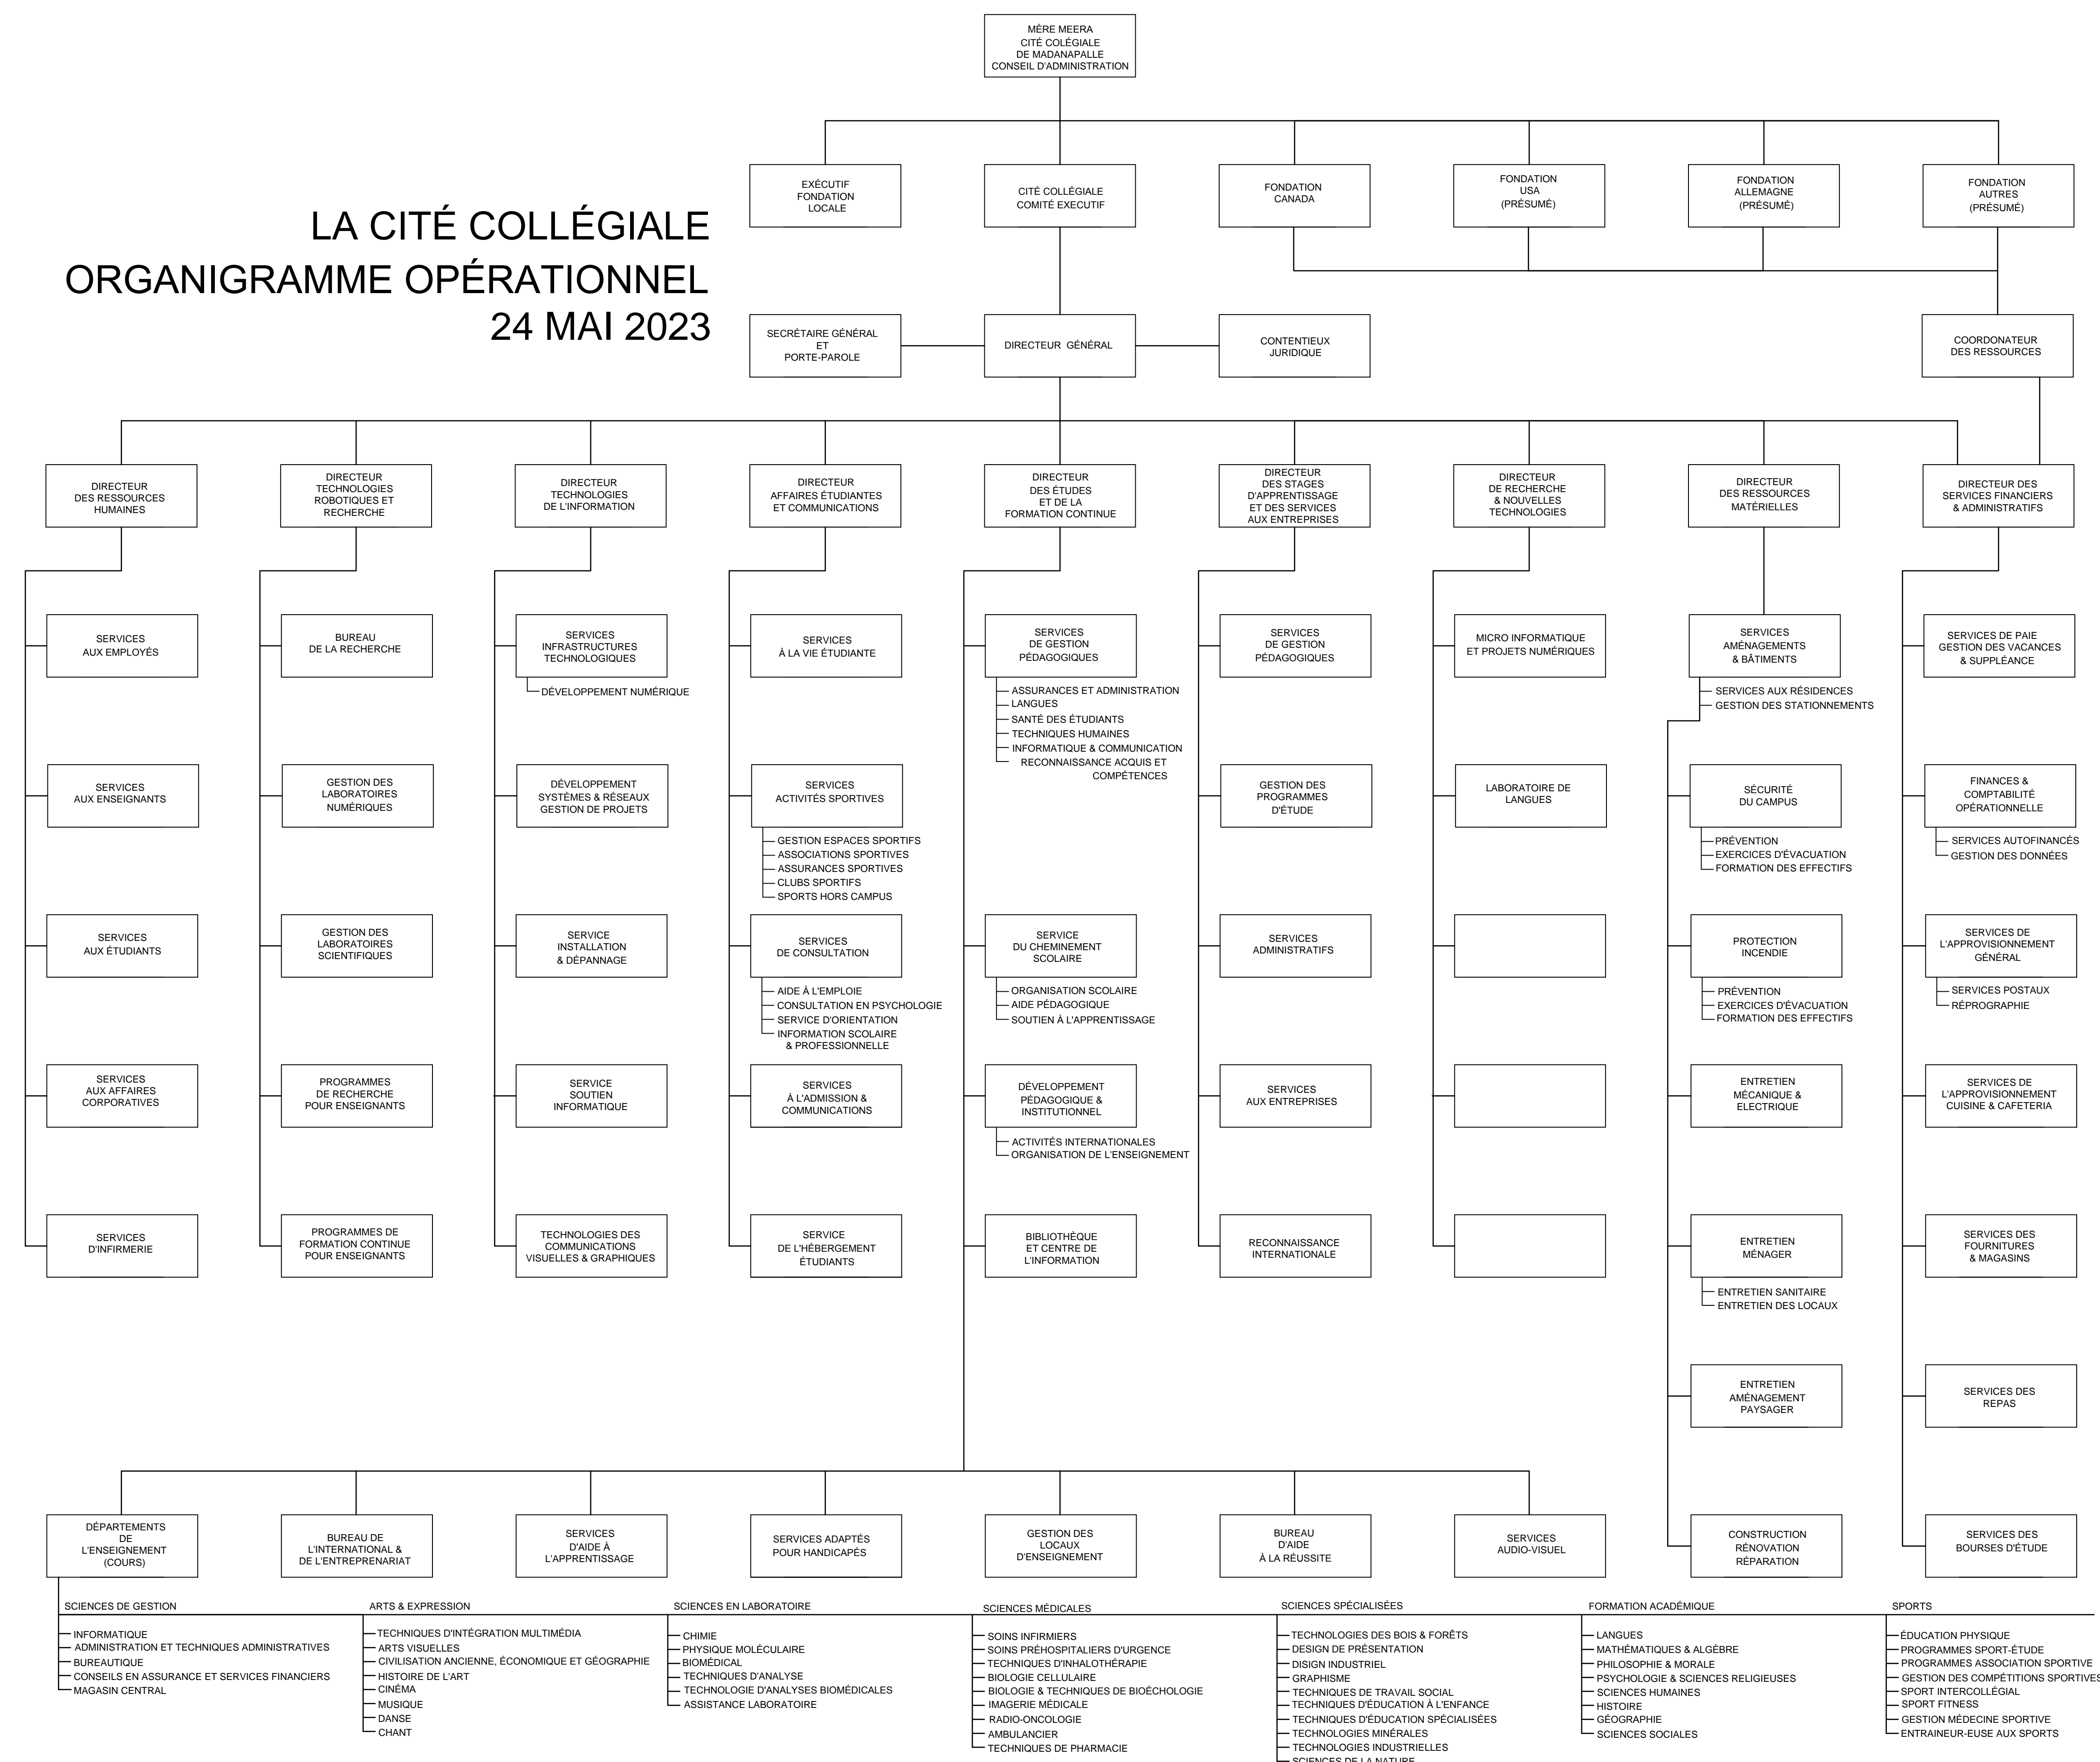 MÈRE MEERA
CITÉ COLÉGIALE
DE MADANAPALLE
CONSEIL D'ADMINISTRATION
EXÉCUTIF
FONDATION
LOCALE
CITÉ COLLÉGIALE
COMITÉ EXECUTIF
FONDATION
CANADA
FONDATION
USA
(PRÉSUMÉ)
FONDATION
ALLEMAGNE
(PRÉSUMÉ)
FONDATION
AUTRES
(PRÉSUMÉ)
LA CITÉ COLLÉGIALE
ORGANIGRAMME OPÉRATIONNEL
24 MAI 2023
SECRÉTAIRE GÉNÉRAL
ET
PORTE-PAROLE
DIRECTEUR GÉNÉRAL
CONTENTIEUX
JURIDIQUE
COORDONATEUR
DES RESSOURCES
DIRECTEUR
DES RESSOURCES
HUMAINES
DIRECTEUR
TECHNOLOGIES
ROBOTIQUES ET
RECHERCHE
DIRECTEUR
TECHNOLOGIES
DE L'INFORMATION
DIRECTEUR
AFFAIRES ÉTUDIANTES
ET COMMUNICATIONS
DIRECTEUR
DES ÉTUDES
ET DE LA
FORMATION CONTINUE
DIRECTEUR
DES STAGES
D'APPRENTISSAGE
ET DES SERVICES
AUX ENTREPRISES
DIRECTEUR
DE RECHERCHE
& NOUVELLES
TECHNOLOGIES
DIRECTEUR
DES RESSOURCES
MATÉRIELLES
DIRECTEUR DES
SERVICES FINANCIERS
& ADMINISTRATIFS
SERVICES
AUX EMPLOYÉS
BUREAU
DE LA RECHERCHE
SERVICES
INFRASTRUCTURES
TECHNOLOGIQUES
DÉVELOPPEMENT NUMÉRIQUE
SERVICES
À LA VIE ÉTUDIANTE
SERVICES
DE GESTION
PÉDAGOGIQUES
ASSURANCES ET ADMINISTRATION
LANGUES
SANTÉ DES ÉTUDIANTS
TECHNIQUES HUMAINES
INFORMATIQUE & COMMUNICATION
RECONNAISSANCE ACQUIS ET
COMPÉTENCES
SERVICES
DE GESTION
PÉDAGOGIQUES
MICRO INFORMATIQUE
ET PROJETS NUMÉRIQUES
SERVICES
AMÉNAGEMENTS
& BÂTIMENTS
SERVICES AUX RÉSIDENCES
GESTION DES STATIONNEMENTS
SERVICES DE PAIE
GESTION DES VACANCES
& SUPPLÉANCE
SERVICES
AUX ENSEIGNANTS
GESTION DES
LABORATOIRES
NUMÉRIQUES
DÉVELOPPEMENT
SYSTÈMES & RÉSEAUX
GESTION DE PROJETS
SERVICES
ACTIVITÉS SPORTIVES
GESTION ESPACES SPORTIFS
ASSOCIATIONS SPORTIVES
ASSURANCES SPORTIVES
CLUBS SPORTIFS
SPORTS HORS CAMPUS
GESTION DES
PROGRAMMES
D'ÉTUDE
LABORATOIRE DE
LANGUES
SÉCURITÉ
DU CAMPUS
PRÉVENTION
EXERCICES D'ÉVACUATION
FORMATION DES EFFECTIFS
FINANCES &
COMPTABILITÉ
OPÉRATIONNELLE
SERVICES AUTOFINANCÉS
GESTION DES DONNÉES
SERVICES
AUX ÉTUDIANTS
GESTION DES
LABORATOIRES
SCIENTIFIQUES
SERVICE
INSTALLATION
& DÉPANNAGE
SERVICES
DE CONSULTATION
AIDE À L'EMPLOIE
CONSULTATION EN PSYCHOLOGIE
SERVICE D'ORIENTATION
INFORMATION SCOLAIRE
& PROFESSIONNELLE
SERVICE
DU CHEMINEMENT
SCOLAIRE
ORGANISATION SCOLAIRE
AIDE PÉDAGOGIQUE
SOUTIEN À L'APPRENTISSAGE
SERVICES
ADMINISTRATIFS
PROTECTION
INCENDIE
PRÉVENTION
EXERCICES D'ÉVACUATION
FORMATION DES EFFECTIFS
SERVICES DE
L'APPROVISIONNEMENT
GÉNÉRAL
SERVICES POSTAUX
RÉPROGRAPHIE
SERVICES
AUX AFFAIRES
CORPORATIVES
PROGRAMMES
DE RECHERCHE
POUR ENSEIGNANTS
SERVICE
SOUTIEN
INFORMATIQUE
SERVICES
À L'ADMISSION &
COMMUNICATIONS
DÉVELOPPEMENT
PÉDAGOGIQUE &
INSTITUTIONNEL
ACTIVITÉS INTERNATIONALES
ORGANISATION DE L'ENSEIGNEMENT
SERVICES
AUX ENTREPRISES
ENTRETIEN
MÉCANIQUE &
ELECTRIQUE
SERVICES DE
L'APPROVISIONNEMENT
CUISINE & CAFETERIA
SERVICES
D'INFIRMERIE
PROGRAMMES DE
FORMATION CONTINUE
POUR ENSEIGNANTS
TECHNOLOGIES DES
COMMUNICATIONS
VISUELLES & GRAPHIQUES
SERVICE
DE L'HÉBERGEMENT
ÉTUDIANTS
BIBLIOTHÈQUE
ET CENTRE DE
L'INFORMATION
RECONNAISSANCE
INTERNATIONALE
ENTRETIEN
MÉNAGER
ENTRETIEN SANITAIRE
ENTRETIEN DES LOCAUX
SERVICES DES
FOURNITURES
& MAGASINS
ENTRETIEN
AMÉNAGEMENT
PAYSAGER
SERVICES DES
REPAS
DÉPARTEMENTS
DE
L'ENSEIGNEMENT
(COURS)
BUREAU DE
L'INTERNATIONAL &
DE L'ENTREPRENARIAT
SERVICES
D'AIDE À
L'APPRENTISSAGE
SERVICES ADAPTÉS
POUR HANDICAPÉS
GESTION DES
LOCAUX
D'ENSEIGNEMENT
BUREAU
D'AIDE
À LA RÉUSSITE
SERVICES
AUDIO-VISUEL
CONSTRUCTION
RÉNOVATION
RÉPARATION
SERVICES DES
BOURSES D'ÉTUDE
SCIENCES DE GESTION
INFORMATIQUE
ADMINISTRATION ET TECHNIQUES ADMINISTRATIVES
BUREAUTIQUE
CONSEILS EN ASSURANCE ET SERVICES FINANCIERS
MAGASIN CENTRAL
ARTS & EXPRESSION
TECHNIQUES D'INTÉGRATION MULTIMÉDIA
ARTS VISUELLES
CIVILISATION ANCIENNE, ÉCONOMIQUE ET GÉOGRAPHIE
HISTOIRE DE L'ART
CINÉMA
MUSIQUE
DANSE
CHANT
SCIENCES EN LABORATOIRE
CHIMIE
PHYSIQUE MOLÉCULAIRE
BIOMÉDICAL
TECHNIQUES D'ANALYSE
TECHNOLOGIE D'ANALYSES BIOMÉDICALES
ASSISTANCE LABORATOIRE
SCIENCES MÉDICALES
SOINS INFIRMIERS
SOINS PRÉHOSPITALIERS D'URGENCE
TECHNIQUES D'INHALOTHÉRAPIE
BIOLOGIE CELLULAIRE
BIOLOGIE & TECHNIQUES DE BIOÉCHOLOGIE
IMAGERIE MÉDICALE
RADIO-ONCOLOGIE
AMBULANCIER
TECHNIQUES DE PHARMACIE
SCIENCES SPÉCIALISÉES
TECHNOLOGIES DES BOIS & FORÊTS
DESIGN DE PRÉSENTATION
DISIGN INDUSTRIEL
GRAPHISME
TECHNIQUES DE TRAVAIL SOCIAL
TECHNIQUES D'ÉDUCATION À L'ENFANCE
TECHNIQUES D'ÉDUCATION SPÉCIALISÉES
TECHNOLOGIES MINÉRALES
TECHNOLOGIES INDUSTRIELLES
SCIENCES DE LA NATURE
FORMATION ACADÉMIQUE
LANGUES
MATHÉMATIQUES & ALGÈBRE
PHILOSOPHIE & MORALE
PSYCHOLOGIE & SCIENCES RELIGIEUSES
SCIENCES HUMAINES
HISTOIRE
GÉOGRAPHIE
SCIENCES SOCIALES
SPORTS
ÉDUCATION PHYSIQUE
PROGRAMMES SPORT-ÉTUDE
PROGRAMMES ASSOCIATION SPORTIVE
GESTION DES COMPÉTITIONS SPORTIVES
SPORT INTERCOLLÉGIAL
SPORT FITNESS
GESTION MÉDECINE SPORTIVE
ENTRAINEUR-EUSE AUX SPORTS